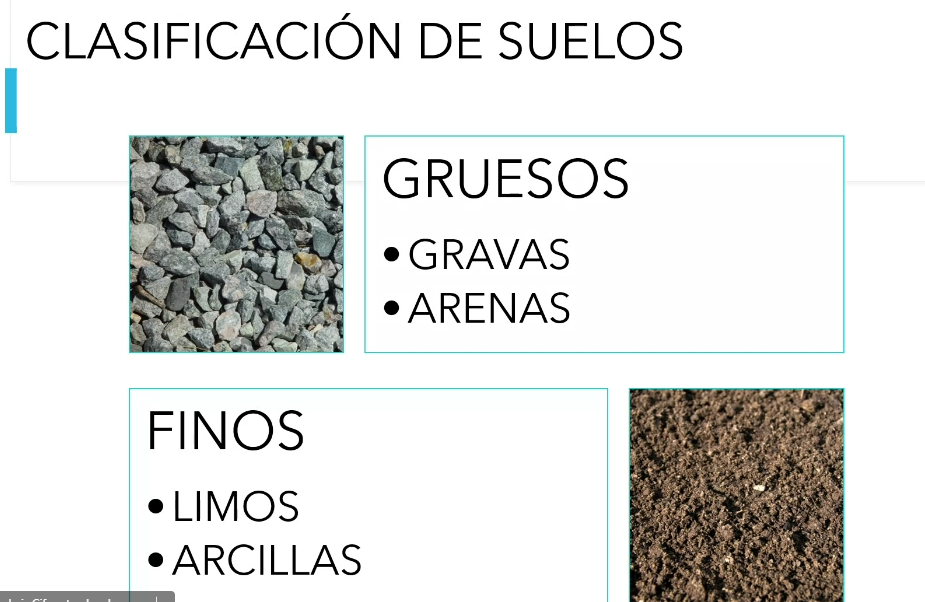 CLASIFICACIÓN DE SUELOS
GRUESOS
• GRAVAS
• ARENAS
FINOS
• LIMOS
• ARCILLAS